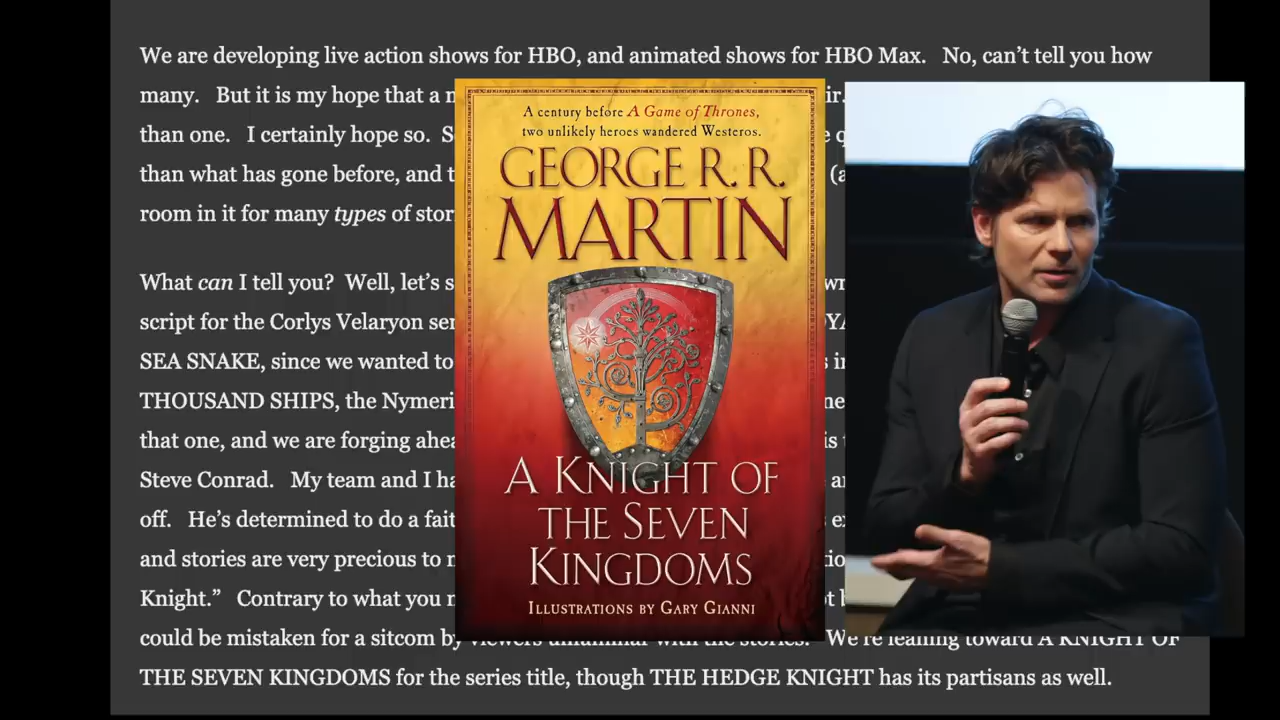 We are developing live action shows for HBO, and animated shows for HBO Max. No, can't tell you how
many. But it is my hope that a
than one. I certainly hope so.
than what has gone before, and
room in it for many types of
What can I tell you? Well, let's
script for the Corlys Velaryon
SEA SNAKE, since we wanted to
THOUSAND SHIPS, the
that one, and we are forging
Steve Conrad. My team and I
off. He's determined to do a
and stories are very precious to
Knight.” Contrary to what you
could be mistaken for a sitcom by viewers unfamiliar with the stories. We're leaning toward A KNIGHT OF
THE SEVEN KINGDOMS for the series title, though THE HEDGE KNIGHT has its partisans as well.
A century before A Game of Thrones,
two unlikely heroes wandered Westeros.
GEORGE R. R.
MARTIN
A KNIGHT OF
THE SEVEN
KINGDOMS
ILLUSTRATIONS BY GARY GIANNI